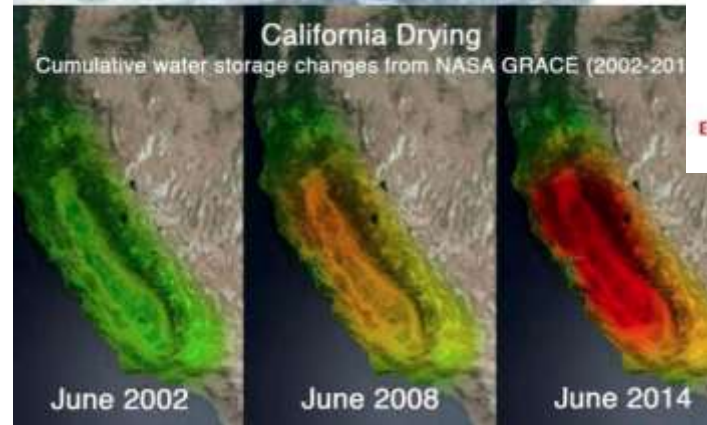 California Drying
Cumulative water storage changes from NASA GRACE (2002-201
E
June 2002
June 2008
June 2014